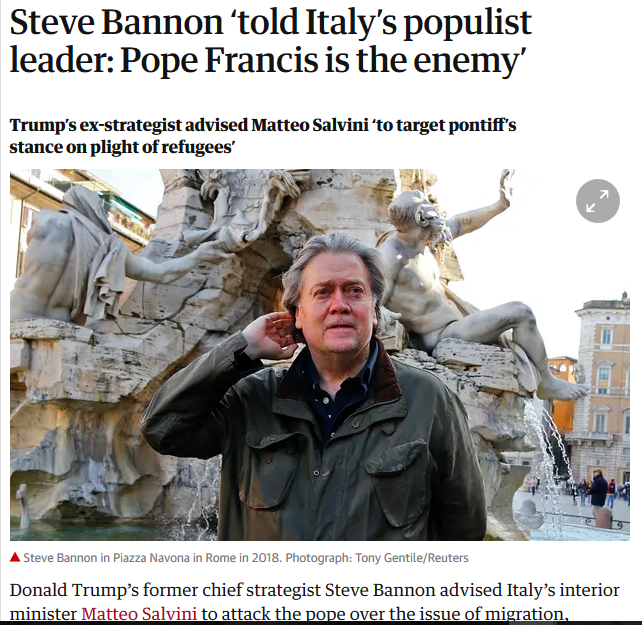 Steve Bannon ‘told Italy’s populist
leader: Pope Francis is the enemy’
Trump’s ex-strategist advised Matteo Salvini ‘to target pontiff’s
stance on plight of refugees’
Steve Bannon in Piazza Navona in Rome in 2018. Photograph: Tony Gentile/Reuters
Donald Trump’s former chief strategist Steve Bannon advised Italy’s interior
minister Matteo Salvini to attack the pope over the issue of migration,